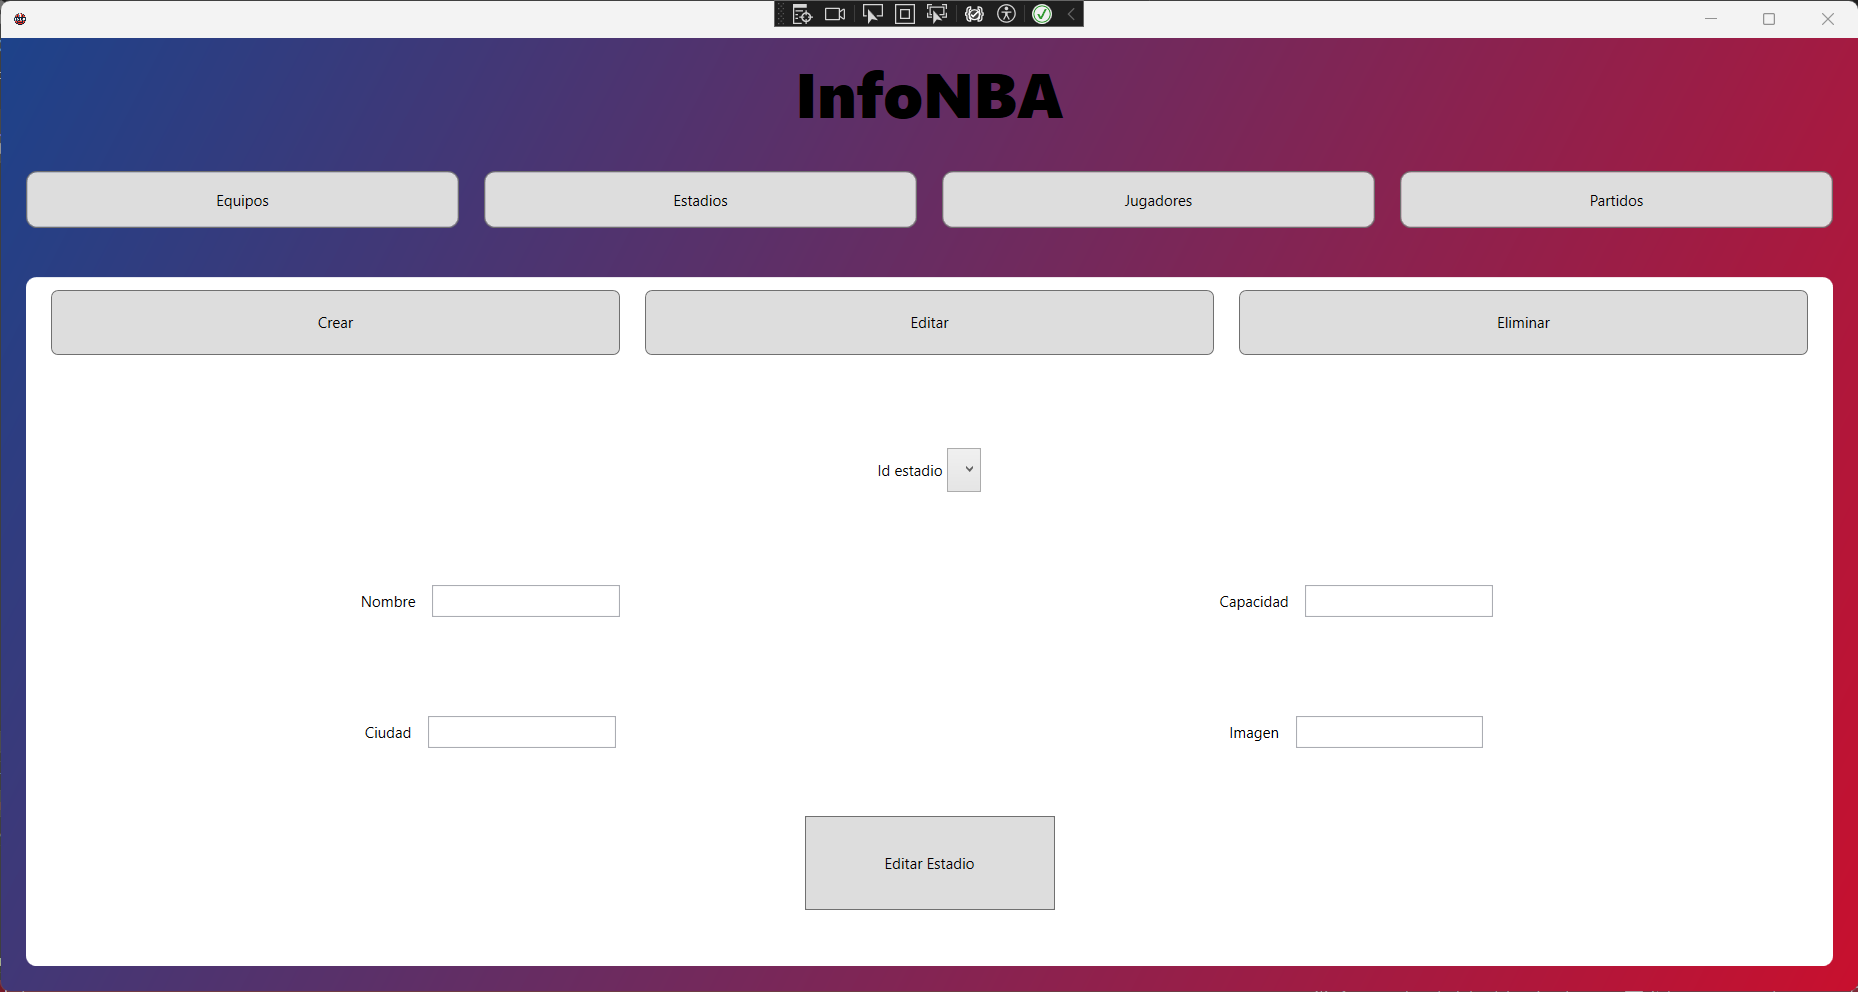 InfoNBA
Equipos
Estadios
Jugadores
Partidos
Crear
Editar
Eliminar
Id estadio
Nombre
Capacidad
Ciudad
Imagen
Editar Estadio